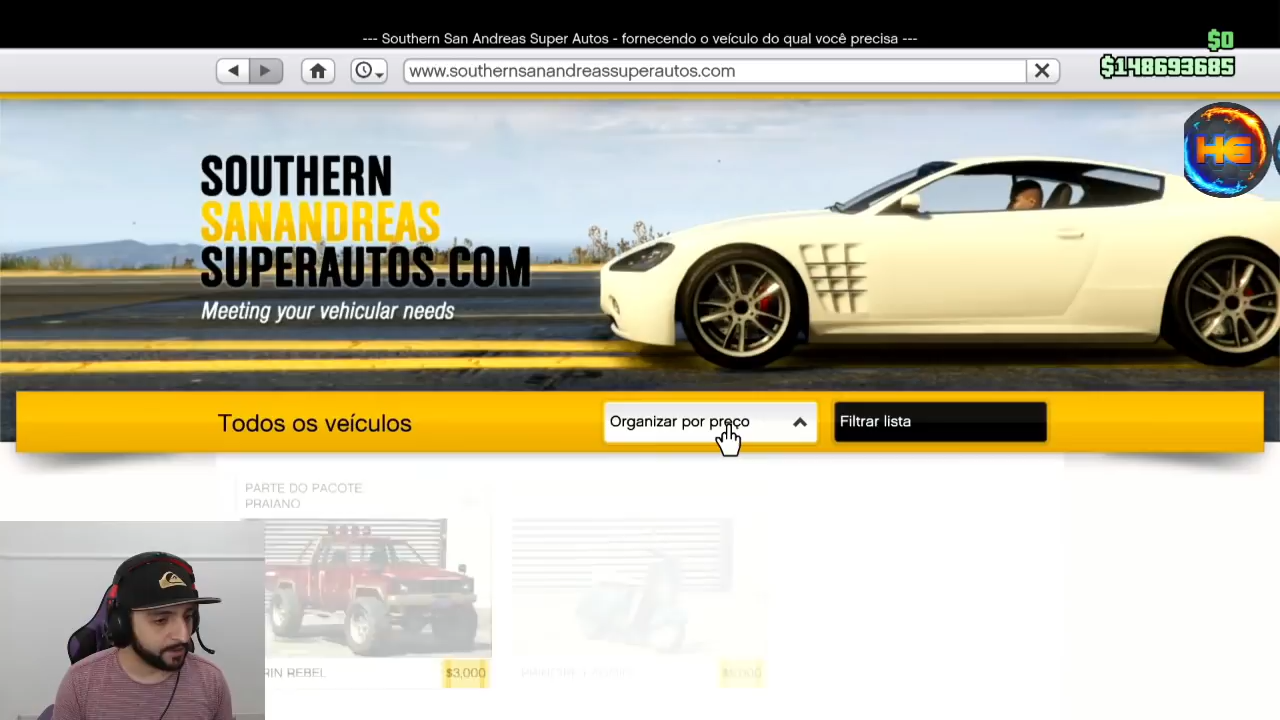 --- Southern San Andreas Super Autos - fornecendo o veículo do qual você precisa ---
$0
$148693685
www.southernsanandreassuperautos.com
HG
SOUTHERN
SANANDREAS
SUPERAUTOS.COM
Meeting your vehicular needs
Todos os veículos
Organizar por preço
Filtrar lista
PARTE DO PACOTE
PRAIANO
REBEL
$3,000